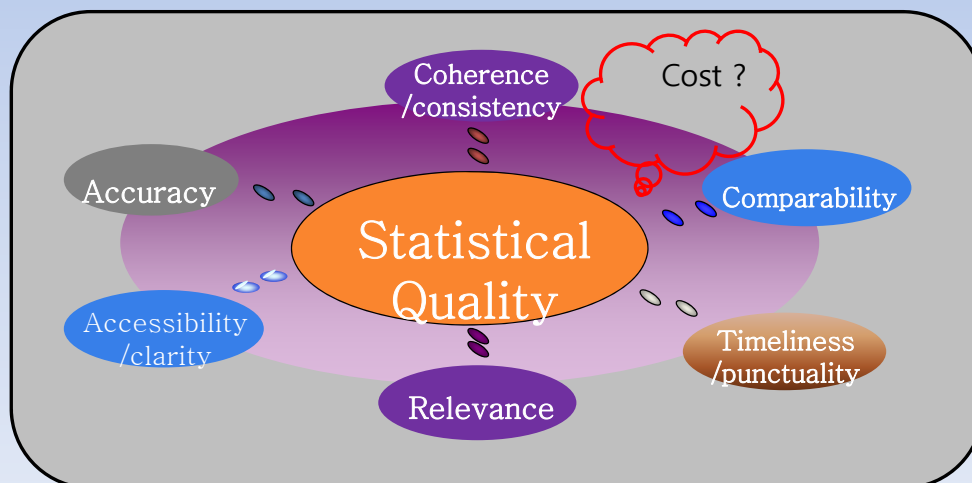 Coherence
/consistency
Cost ?
Accuracy
Comparability
Statistical
Quality
Accessibility
/clarity
Timeliness
/punctuality
Relevance